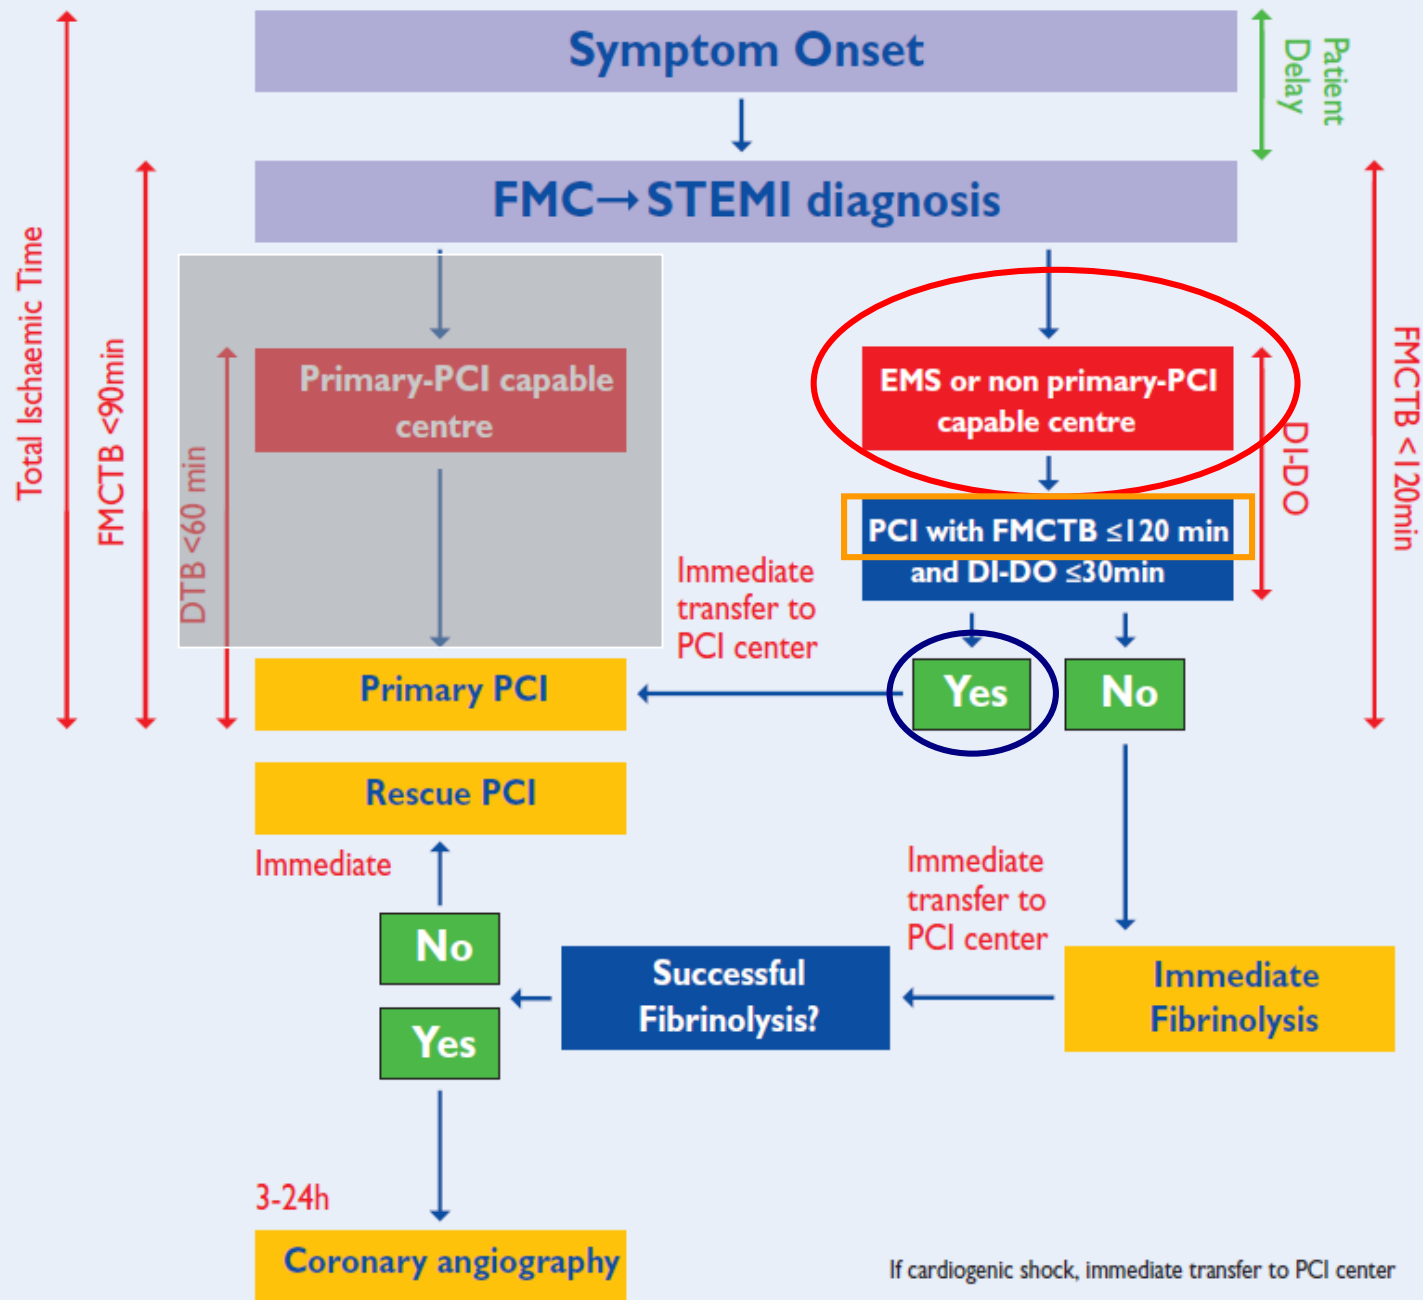 Symptom Onset
Patient
Delay
FMC→STEMI diagnosis
Total Ischaemic Time
FMCTB <90min
DTB <60 min
Primary-PCI capable
centre
EMS or non primary-PCI
capable centre
DI-DO
FMCTB <120min
PCI with FMCTB ≤120 min
and DI-DO ≤30min
Immediate
transfer to
PCI center
Primary PCI
Yes
No
Rescue PCI
Immediate
No
Yes
Successful
Fibrinolysis?
Immediate
transfer to
PCI center
Immediate
Fibrinolysis
3-24h
Coronary angiography
If cardiogenic shock, immediate transfer to PCI center